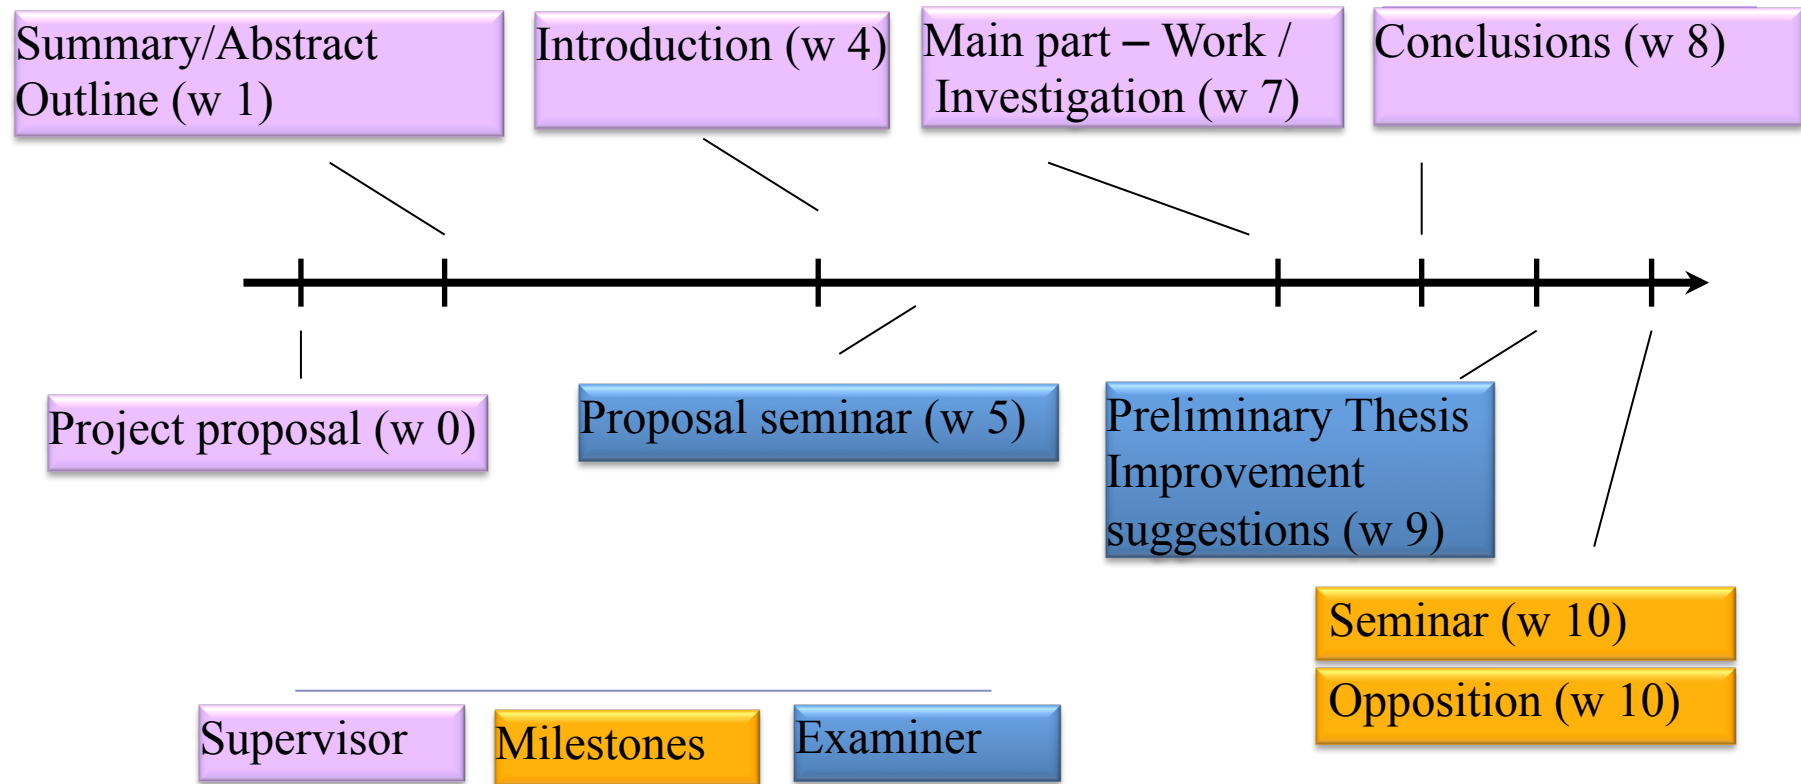 Summary/Abstract
Outline (w 1)
Introduction (w 4)
Main part – Work /
Investigation (w 7)
Conclusions (w 8)
Project proposal (w 0)
Proposal seminar (w 5)
Preliminary Thesis
Improvement
suggestions (w 9)
Seminar (w 10)
Opposition (w 10)
Supervisor
Milestones
Examiner